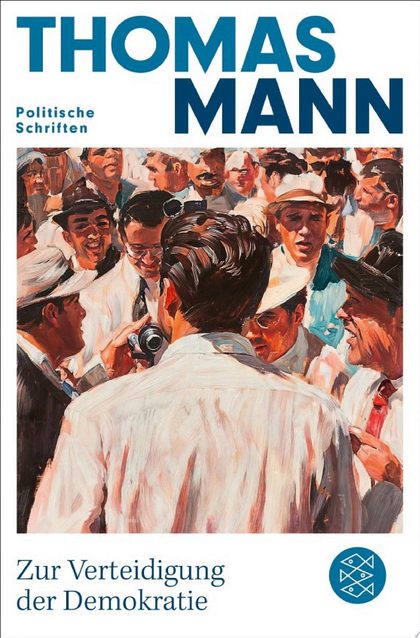 THOMAS
MANN
Politische
Schriften
Zur Verteidigung
der Demokratie